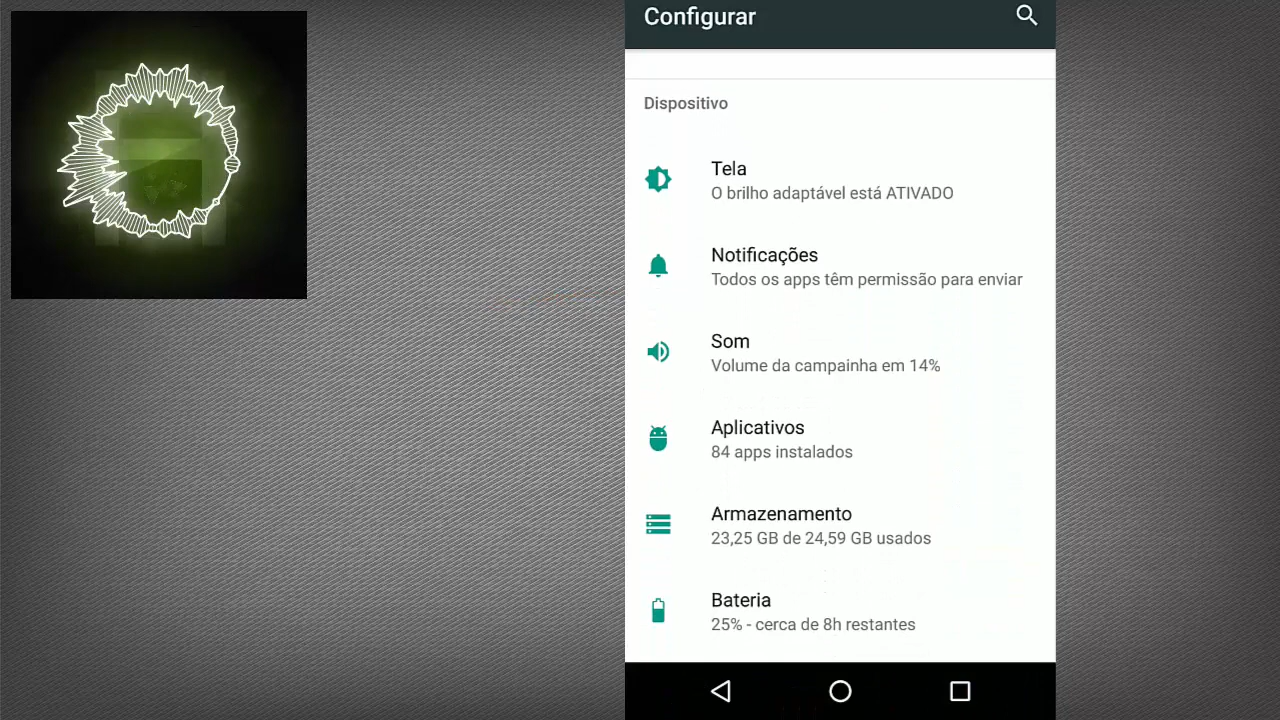 Configurar
Dispositivo
Tela
O brilho adaptável está ATIVADO
Notificações
Todos os apps têm permissão para enviar
Som
Volume da campainha em 14%
Aplicativos
84 apps instalados
Armazenamento
23,25 GB de 24,59 GB usados
Bateria
25% - cerca de 8h restantes